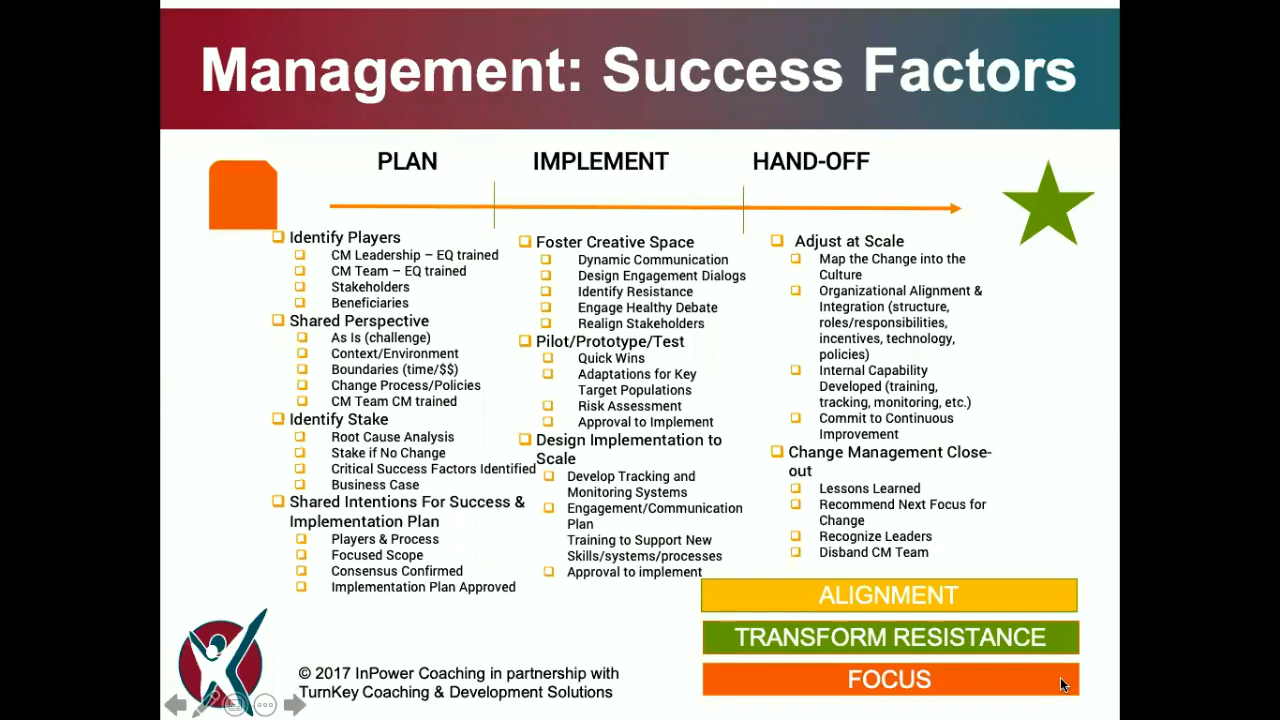 Management: Success Factors
PLAN
IMPLEMENT
HAND-OFF
Identify Players
CM Leadership – EQ trained
CM Team – EQ trained
Stakeholders
Beneficiaries
Shared Perspective
As Is (challenge)
Context/Environment
Boundaries (time/$$)
Change Process/Policies
CM Team CM trained
Identify Stake
Root Cause Analysis
Stake if No Change
Critical Success Factors Identified
Business Case
Shared Intentions For Success &
Implementation Plan
Players & Process
Focused Scope
Consensus Confirmed
Implementation Plan Approved
Foster Creative Space
Dynamic Communication
Design Engagement Dialogs
Identify Resistance
Engage Healthy Debate
Realign Stakeholders
Pilot/Prototype/Test
Quick Wins
Adaptations for Key
Target Populations
Risk Assessment
Approval to Implement
Design Implementation to
Scale
Develop Tracking and
Monitoring Systems
Engagement/Communication
Plan
Training to Support New
Skills/systems/processes
Approval to implement
Adjust at Scale
Map the Change into the
Culture
Organizational Alignment &
Integration (structure,
roles/responsibilities,
incentives, technology,
policies)
Internal Capability
Developed (training,
tracking, monitoring, etc.)
Commit to Continuous
Improvement
Change Management Close-
out
Lessons Learned
Recommend Next Focus for
Change
Recognize Leaders
Disband CM Team
ALIGNMENT
TRANSFORM RESISTANCE
FOCUS
© 2017 InPower Coaching in partnership with
TurnKey Coaching & Development Solutions